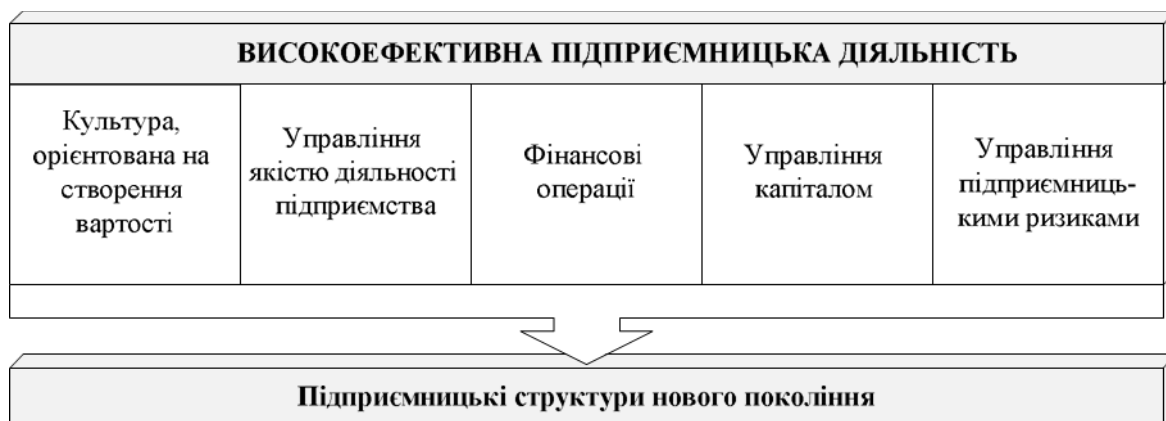 ВИСОКОЕФЕКТИВНА ПІДПРИЄМНИЦЬКА ДІЯЛЬНІСТЬ
Культура,
орієнтована на
створення
вартості
Управління
якістю діяльності
підприємства
Фінансові
операції
Управління
капіталом
Управління
підприємниць-
кими ризиками
Підприємницькі структури нового покоління